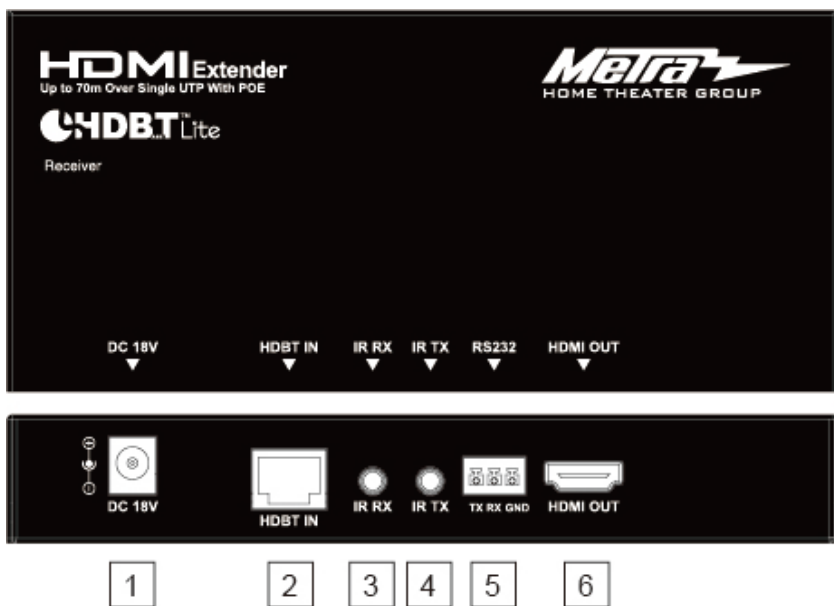 HDMI Extender
Up to 70m Over Single UTP With POE
HDBT™ Lite
Receiver
Metra
HOME THEATER GROUP
DC 18V HDBT IN IR RX IR TX RS232 HDMI OUT
DC 18V HDBT IN IR RX IR TX TX RX GND HDMI OUT
1 2 3 4 5 6